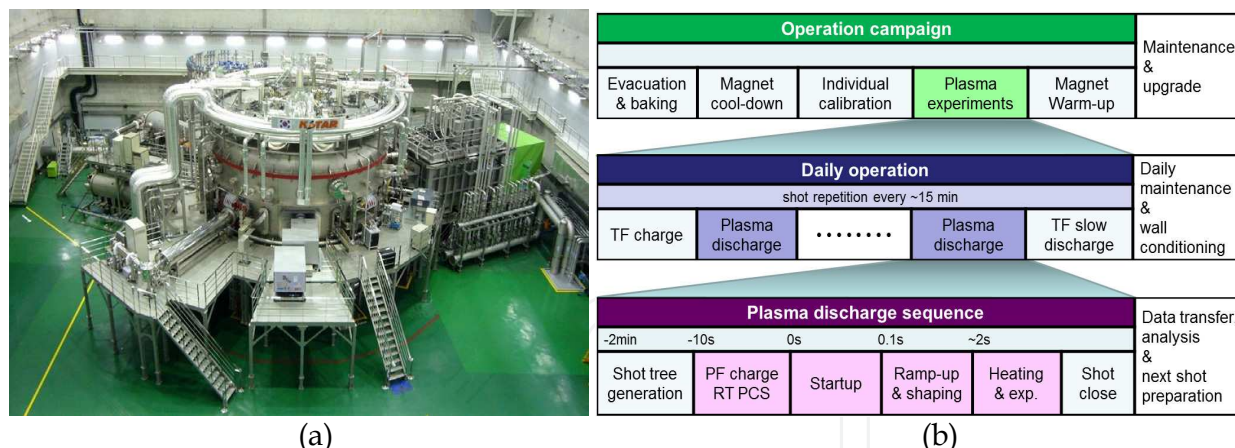 KSTAR
Operation campaign
Evacuation
& baking
Magnet
cool-down
Individual
calibration
Plasma
experiments
Magnet
Warm-up
Maintenance
&
upgrade
Daily operation
shot repetition every ~15 min
TF charge
Plasma
discharge
........
Plasma
discharge
TF slow
discharge
Daily
maintenance
&
wall
conditioning
Plasma discharge sequence
-2min
-10s
0s
0.1s
~2s
Shot tree
generation
PF charge
RT PCS
Startup
Ramp-up
& shaping
Heating
& exp.
Shot
close
Data transfer,
analysis
&
next shot
preparation
(a)
(b)